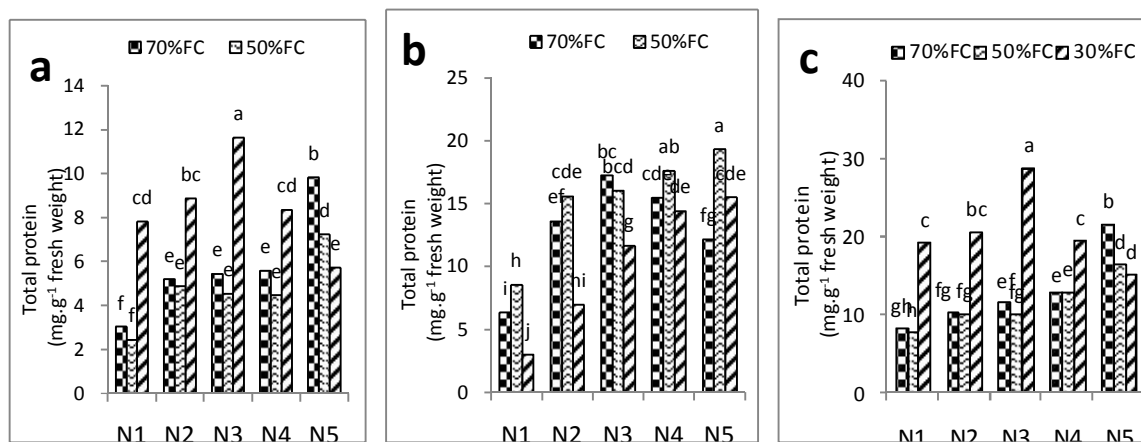 a
70%FC 50%FC
Total protein
(mg.g-1 fresh weight)
14
12
10
8
6
4
2
0
f f cd
e e bc
e e a
e e cd
b d e
N1 N2 N3 N4 N5
b
70%FC 50%FC
Total protein
(mg.g-1 fresh weight)
25
20
15
10
5
0
i h j
ef cde hi
bc bcd g
cde ab de
fg a cde
N1 N2 N3 N4 N5
c
70%FC 50%FC 30%FC
Total protein
(mg.g-1 fresh weight)
40
30
20
10
0
gh h c
fg fg bc
ef fg a
e e c
b d d
N1 N2 N3 N4 N5